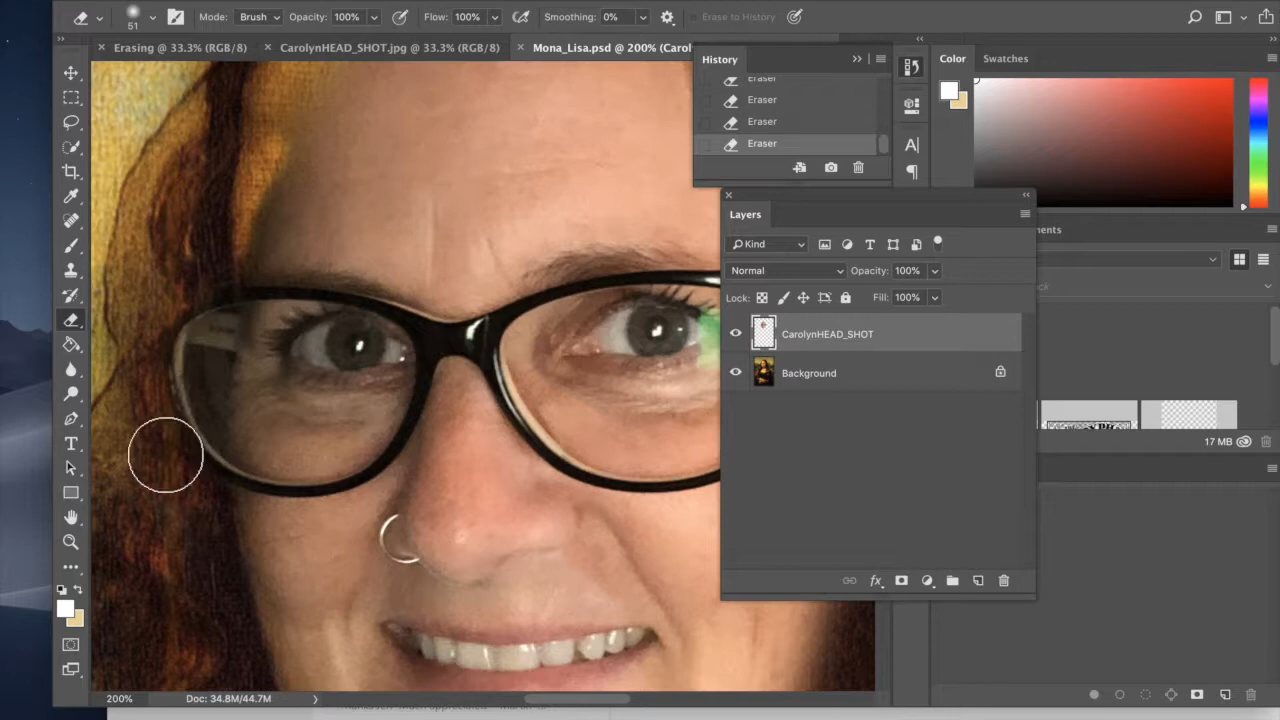 51
Mode: Brush Opacity: 100% Flow: 100% Smoothing: 0% Erase to History
Erasing @ 33.3% (RGB/8)
CarolynHEAD_SHOT.jpg @ 33.3% (RGB/8)
Mona_Lisa.psd @ 200% (Carol
History
Eraser
Eraser
Eraser
Eraser
Color Swatches
Layers
Kind
Normal Opacity: 100%
Lock: Fill: 100%
CarolynHEAD_SHOT
Background
17 MB
200% Doc: 34.8M/44.7M